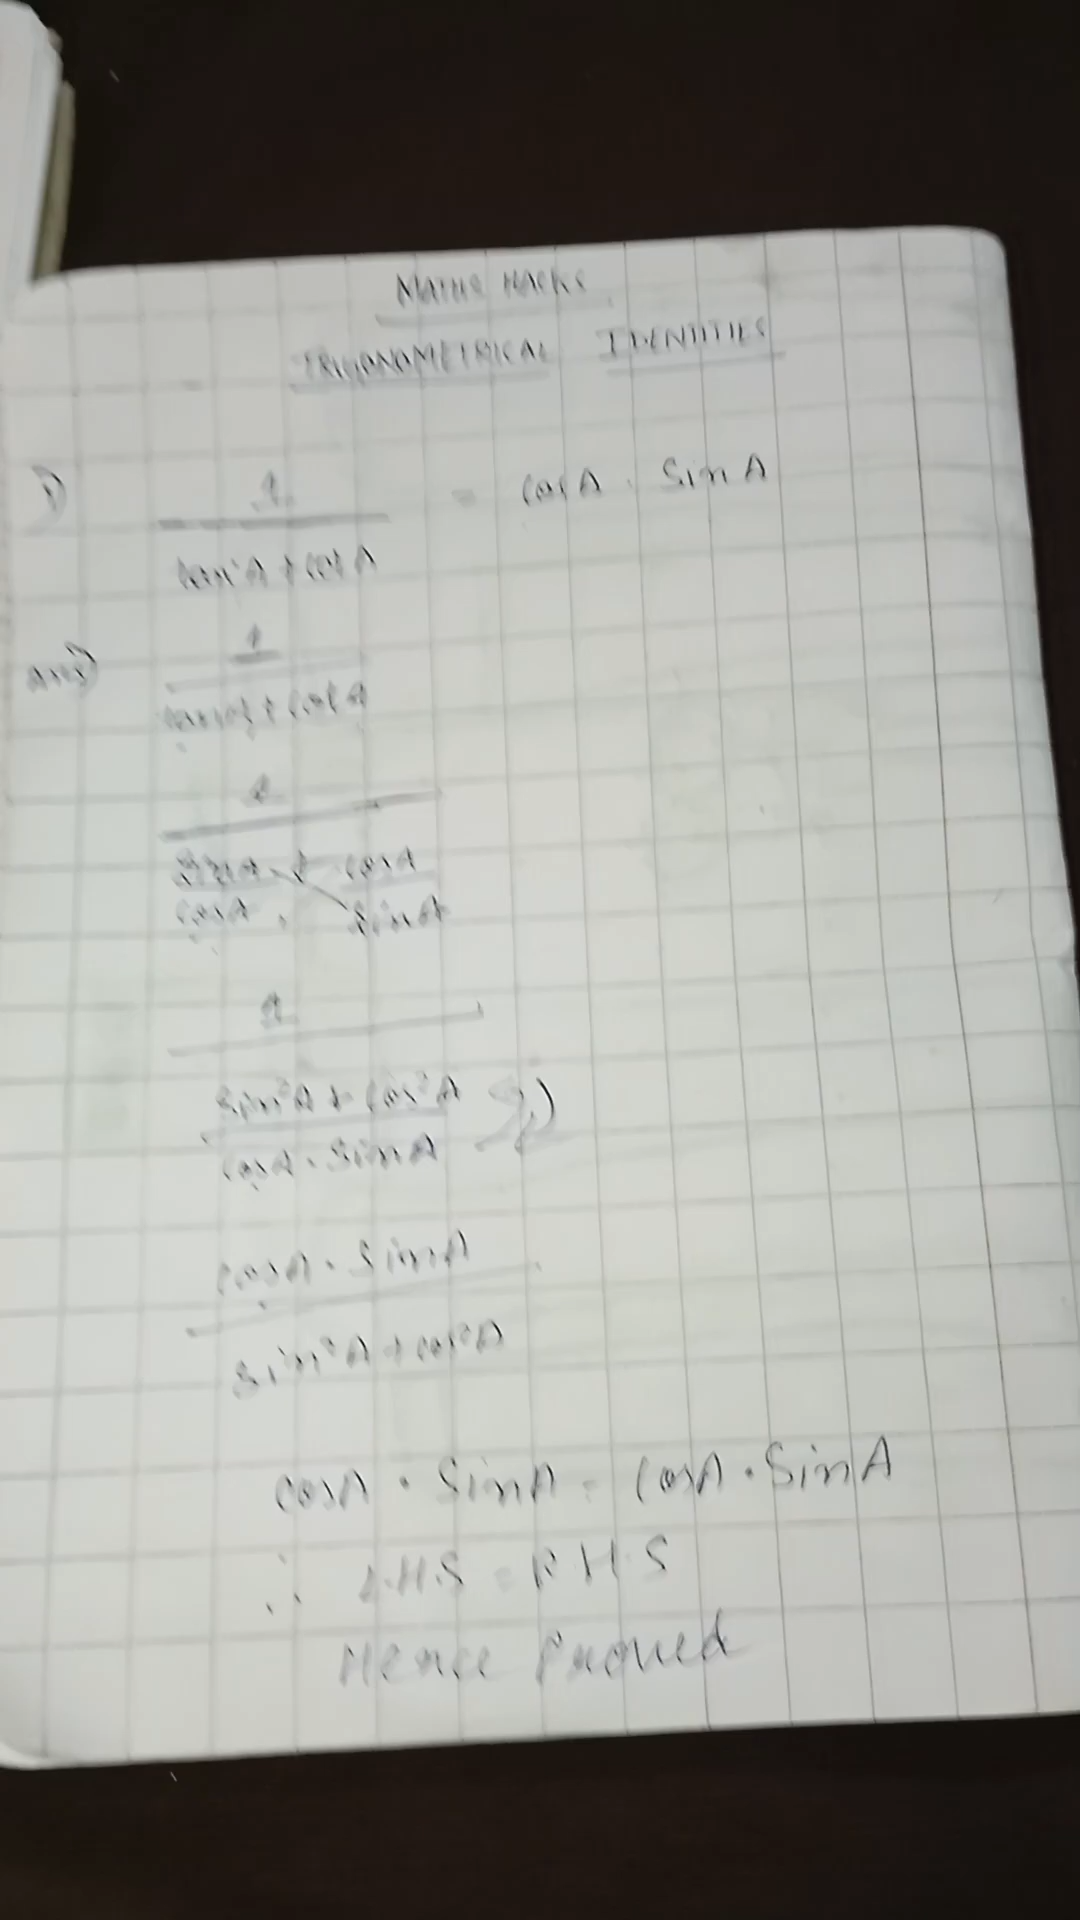 MATHS HACKS
TRIGONOMETRICAL IDENTITIES
1) 1 / tanA + cotA = cosA . SinA
ans) 1 / tanA + cotA
1 / SinA / cosA + cosA / SinA
1 / sin²A + cos²A / cosA . SinA
cosA . SinA / sin²A + cos²A
cosA . SinA = cosA . SinA
∴ L.H.S = R.H.S
Hence Proved